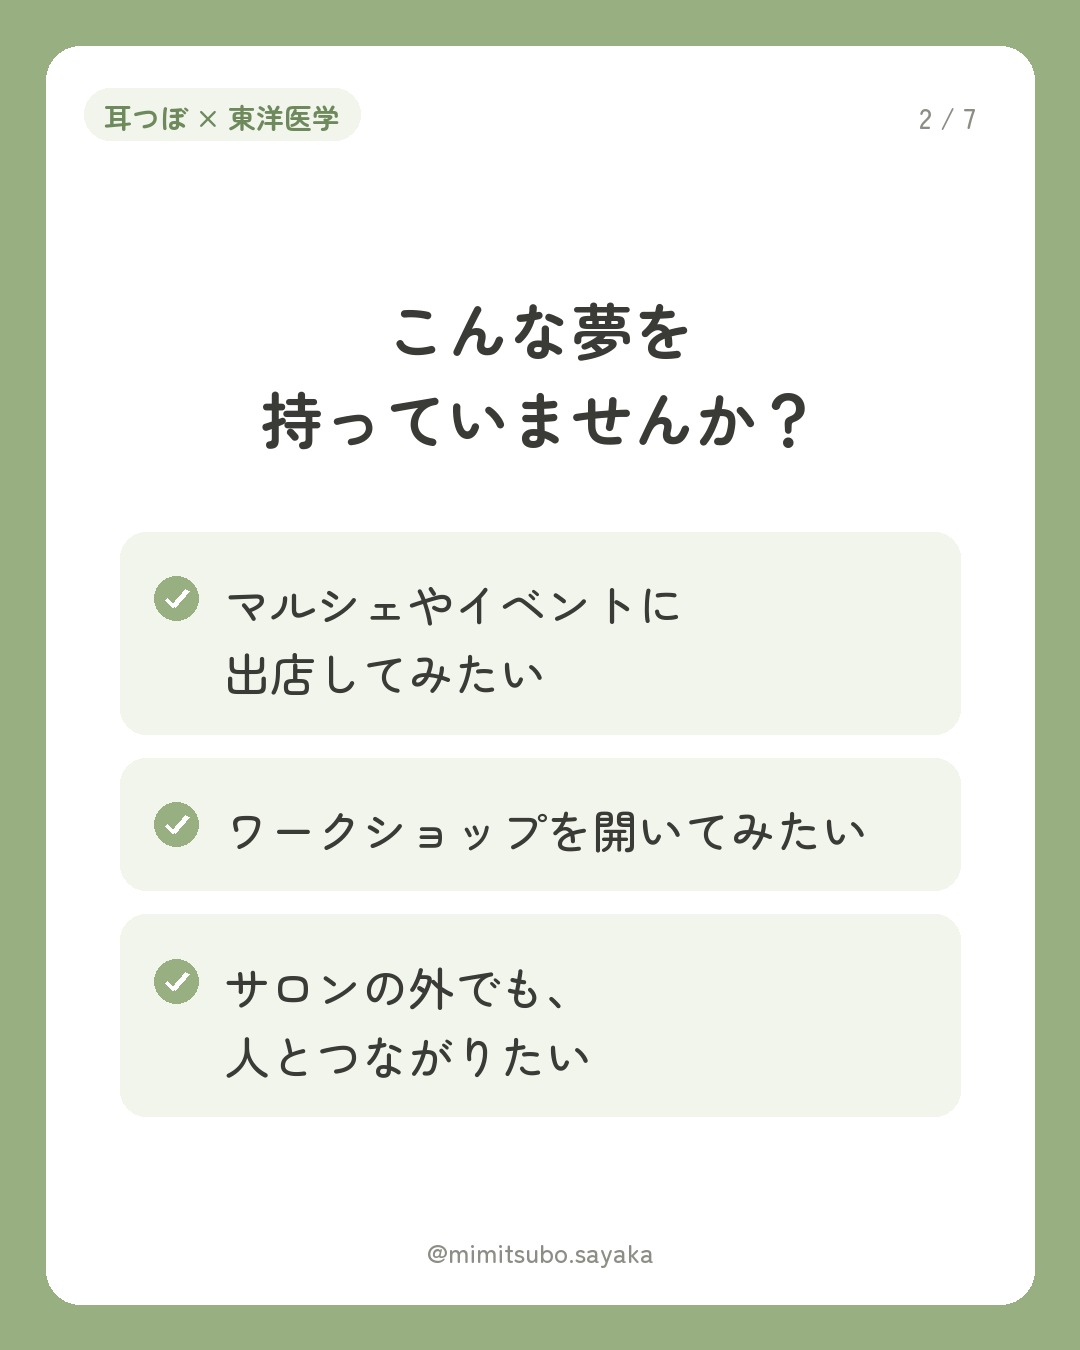 耳つぼ × 東洋医学
2 / 7
こんな夢を
持っていませんか？
マルシェやイベントに
出店してみたい
ワークショップを開いてみたい
サロンの外でも、
人とつながりたい
@mimitsubo.sayaka